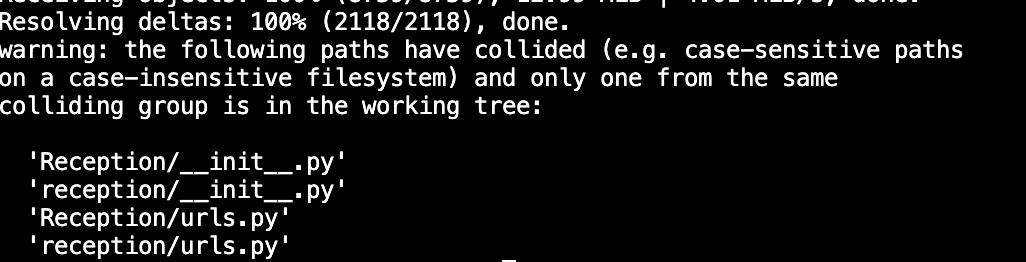 Resolving deltas: 100% (2118/2118), done.
warning: the following paths have collided (e.g. case-sensitive paths
on a case-insensitive filesystem) and only one from the same
colliding group is in the working tree:
'Reception/__init__.py'
'reception/__init__.py'
'Reception/urls.py'
'reception/urls.py'